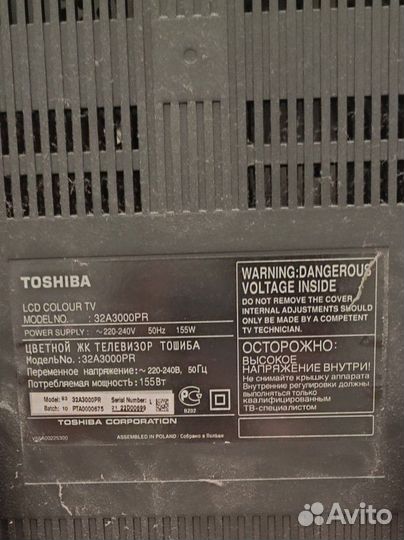 TOSHIBA
LCD COLOUR TV
MODEL NO. : 32A3000PR
POWER SUPPLY : ~220-240V 50Hz 155W
ЦВЕТНОЙ ЖК ТЕЛЕВИЗОР ТОШИБА
Модель/No. :32A3000PR
Переменное напряжение:~ 220-240В, 50Гц
Потребляемая мощность:155Вт
Model: 32A3000PR
Serial Number:
Batch: 10 PTA0000675
TOSHIBA CORPORATION
ASSEMBLED IN POLAND / Собрано в Польше
WARNING:DANGEROUS
VOLTAGE INSIDE
DO NOT REMOVE THE COVER
INTERNAL ADJUSTMENTS SHOULD
ONLY BE MADE BY A COMPETENT
TV TECHNICIAN.
ОСТОРОЖНО:
ВЫСОКОЕ
НАПРЯЖЕНИЕ ВНУТРИ!
Не снимайте крышку аппарата
Внутренние регулировки должны
выполняться только
квалифицированным
ТВ-специалистом
Avito